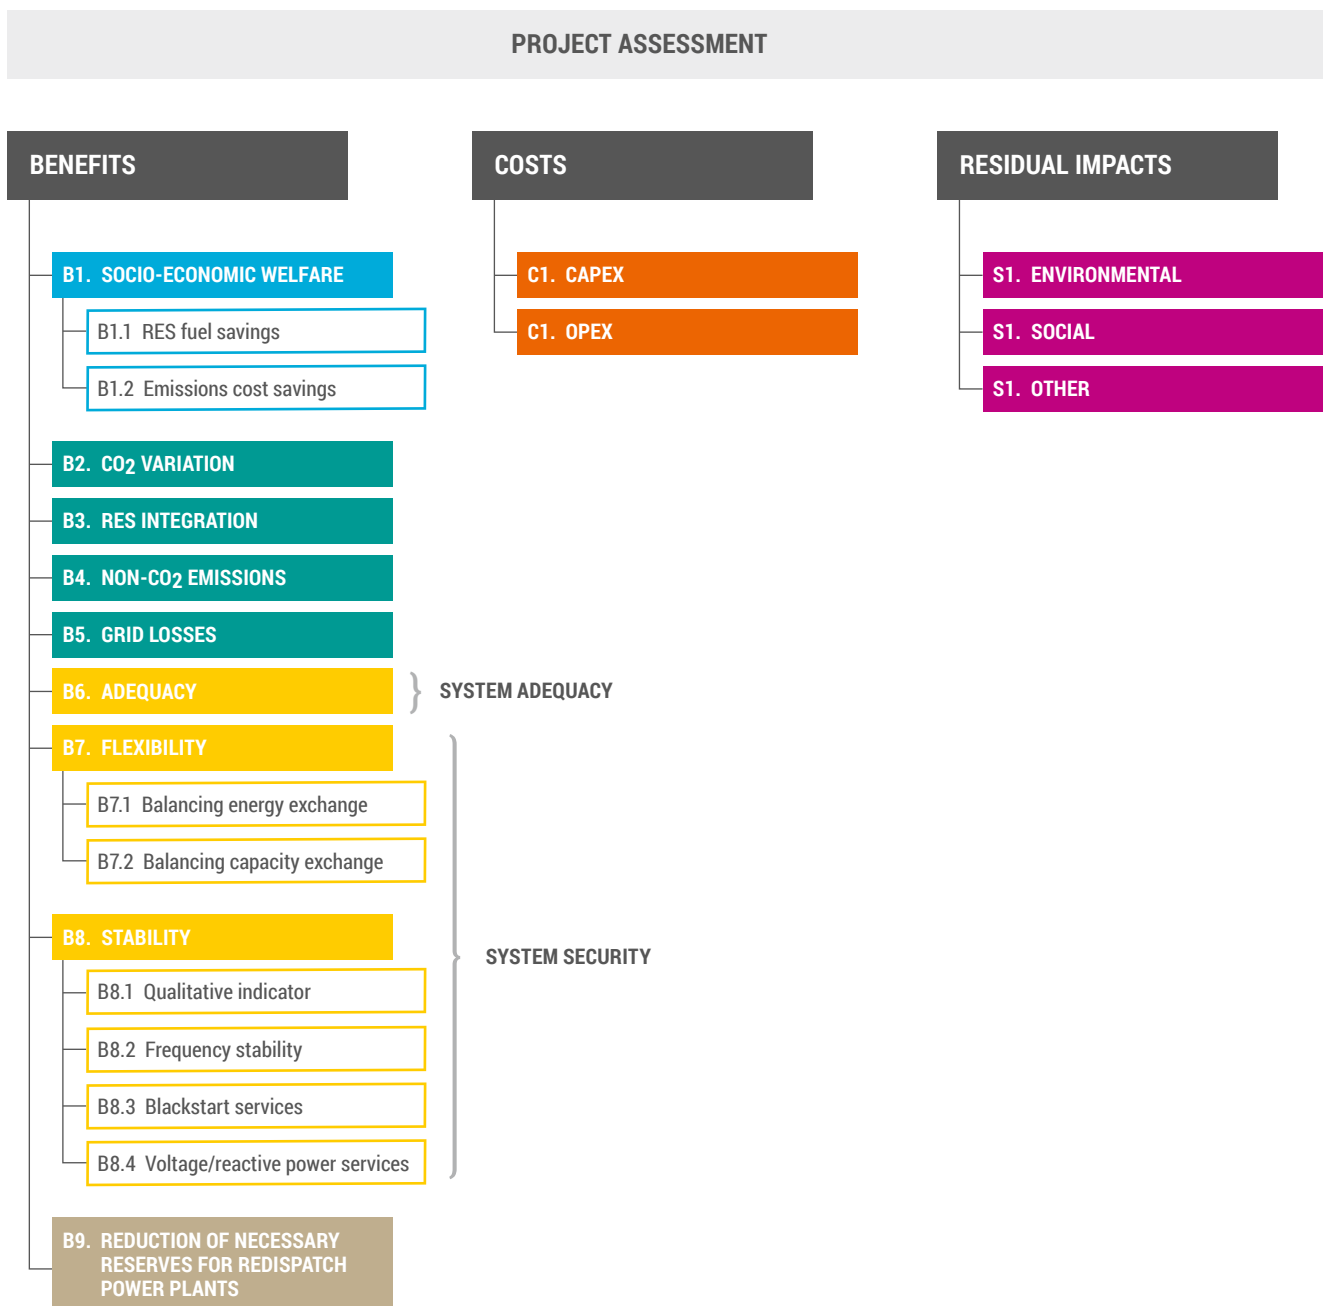 PROJECT ASSESSMENT
BENEFITS
B1. SOCIO-ECONOMIC WELFARE
B1.1 RES fuel savings
B1.2 Emissions cost savings
B2. CO2 VARIATION
B3. RES INTEGRATION
B4. NON-CO2 EMISSIONS
B5. GRID LOSSES
B6. ADEQUACY
SYSTEM ADEQUACY
B7. FLEXIBILITY
B7.1 Balancing energy exchange
B7.2 Balancing capacity exchange
B8. STABILITY
B8.1 Qualitative indicator
B8.2 Frequency stability
B8.3 Blackstart services
B8.4 Voltage/reactive power services
SYSTEM SECURITY
B9. REDUCTION OF NECESSARY
RESERVES FOR REDISPATCH
POWER PLANTS
COSTS
C1. CAPEX
C1. OPEX
RESIDUAL IMPACTS
S1. ENVIRONMENTAL
S1. SOCIAL
S1. OTHER